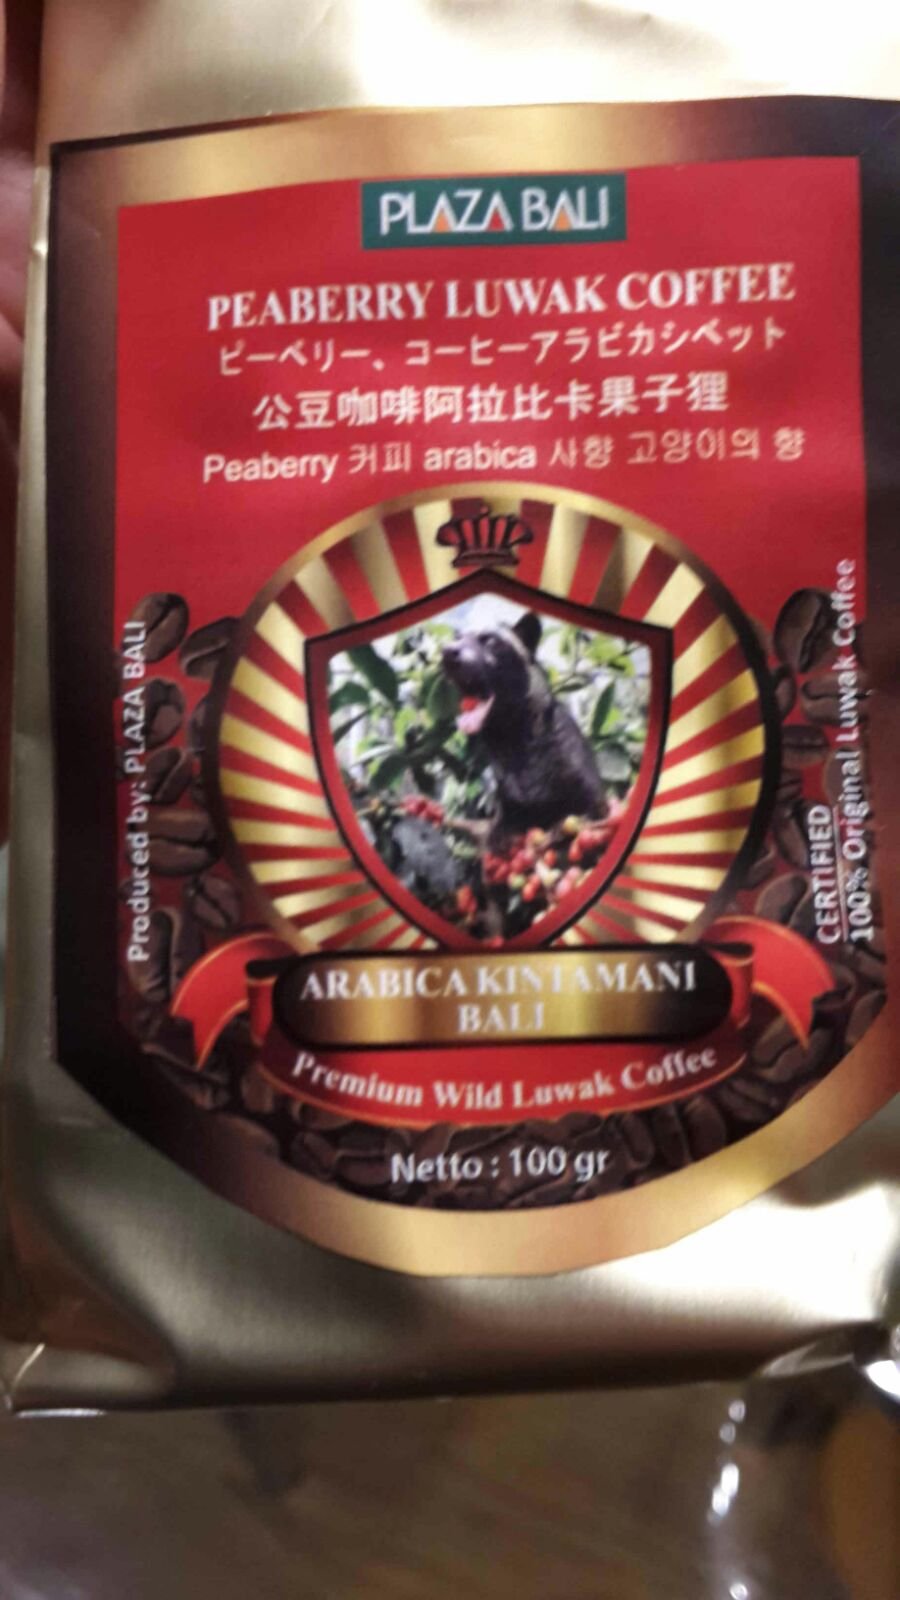 PLAZA BALI
PEABERRY LUWAK COFFEE
ピーベリー、コーヒーアラビカシベット
公豆咖啡阿拉比卡果子狸
Peaberry 커피 arabica 사향 고양이의 향
Produced by: PLAZA BALI
CERTIFIED
100% Original Luwak Coffee
ARABICA KINTAMANI
BALI
Premium Wild Luwak Coffee
Netto : 100 gr